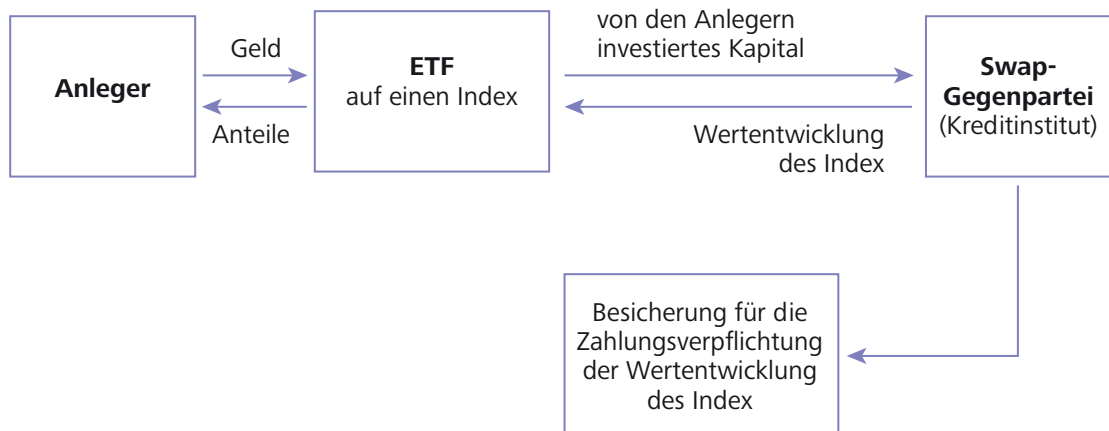 Anleger
Geld
Anteile
ETF
auf einen Index
von den Anlegern
investiertes Kapital
Wertentwicklung
des Index
Swap-
Gegenpartei
(Kreditinstitut)
Besicherung für die
Zahlungsverpflichtung
der Wertentwicklung
des Index